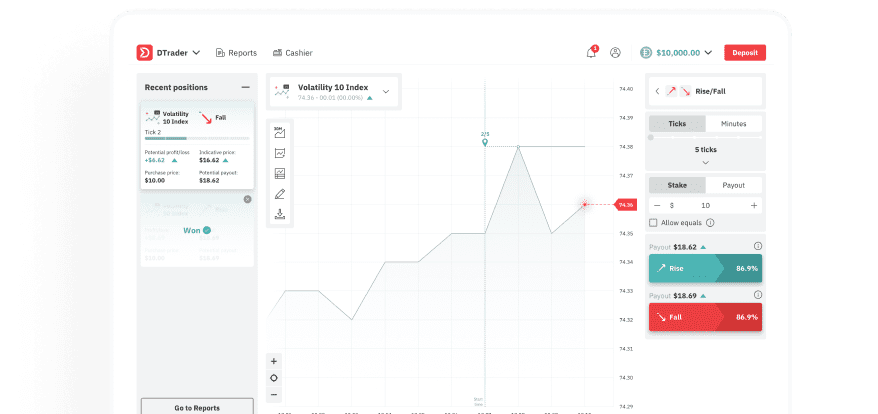 DTrader
Reports
Cashier
1
$10,000.00
Deposit
Recent positions
Volatility
10 Index
Fall
Tick 2
Potential profit/loss
+$6.62
Indicative price:
$16.62
Purchase price:
$10.00
Potential payout:
$18.62
Won
Go to Reports
Volatility 10 Index
74.36 - 00.01 (00.00%)
2/5
74.40
74.39
74.38
74.37
74.36
74.35
74.34
74.33
74.32
74.31
74.30
74.29
Rise/Fall
Ticks
Minutes
5 ticks
Stake
Payout
− $ 10 +
Allow equals
Payout $18.62
Rise
86.9%
Payout $18.69
Fall
86.9%